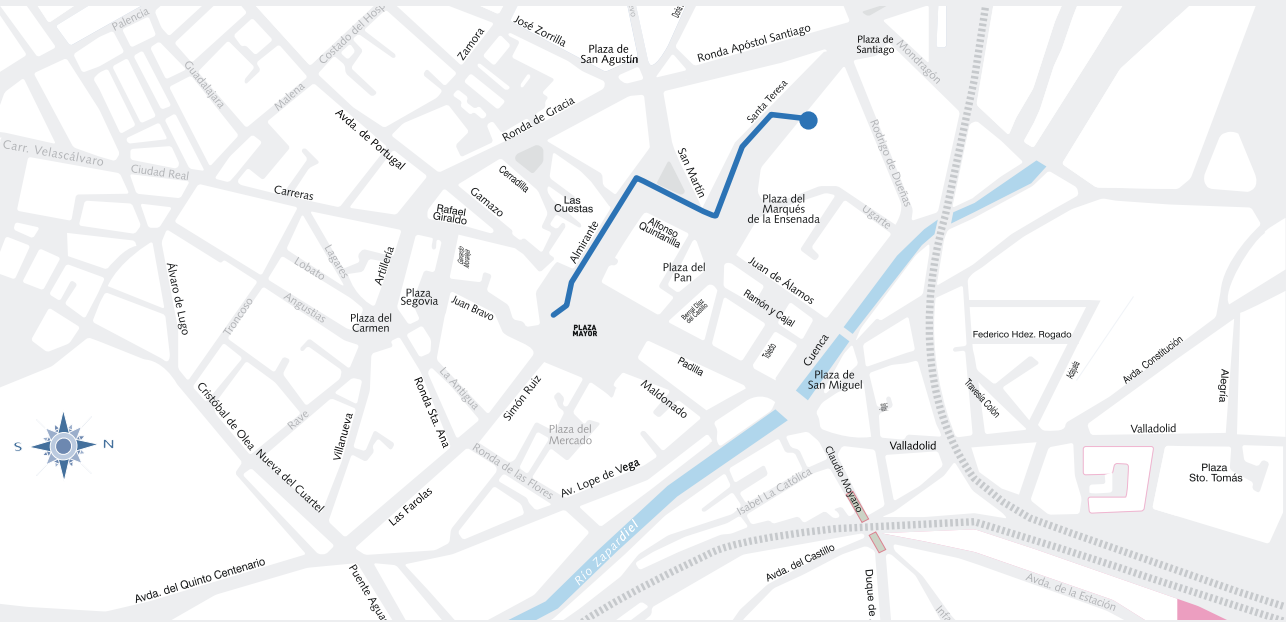 Palencia
Costado del Hosp
Zamora
José Zorrilla
Plaza de
San Agustín
Ronda Apóstol Santiago
Plaza de
Santiago
Mondragón
Guadalajara
Malena
Avda. de Portugal
Ronda de Gracia
Santa Teresa
Rodrigo de Dueñas
Carr. Velascálvaro
Ciudad Real
Carreras
Cerradilla
Gamazo
Rafael
Giraldo
Las
Cuestas
Almirante
San Martín
Alfonso
Quintanilla
Plaza del
Marqués
de la Ensenada
Ugarte
Plaza del
Pan
Juan de Álamos
Ramón y Cajal
Bernal Díaz
del Castillo
Toledo
Álvaro de Lugo
Lagares
Lobato
Angustias
Troncoso
Artillería
Plaza
Segovia
Plaza del
Carmen
Juan Bravo
PLAZA
MAYOR
Padilla
Cuenca
Plaza de
San Miguel
Federico Hdez. Rogado
Travesía Colón
Avda. Constitución
Alegría
Maldonado
Simón Ruiz
La Antigua
Ronda Sta. Ana
Plaza del
Mercado
Cristóbal de Olea
Rave
Villanueva
S
N
Nueva del Cuartel
Ronda de las Flores
Av. Lope de Vega
Las Farolas
Isabel La Católica
Claudio Moyano
Valladolid
Valladolid
Plaza
Sto. Tomás
Río Zapardiel
Avda. del Castillo
Avda. del Quinto Centenario
Puente Agua
Duque de
Avda. de la Estación
Infa